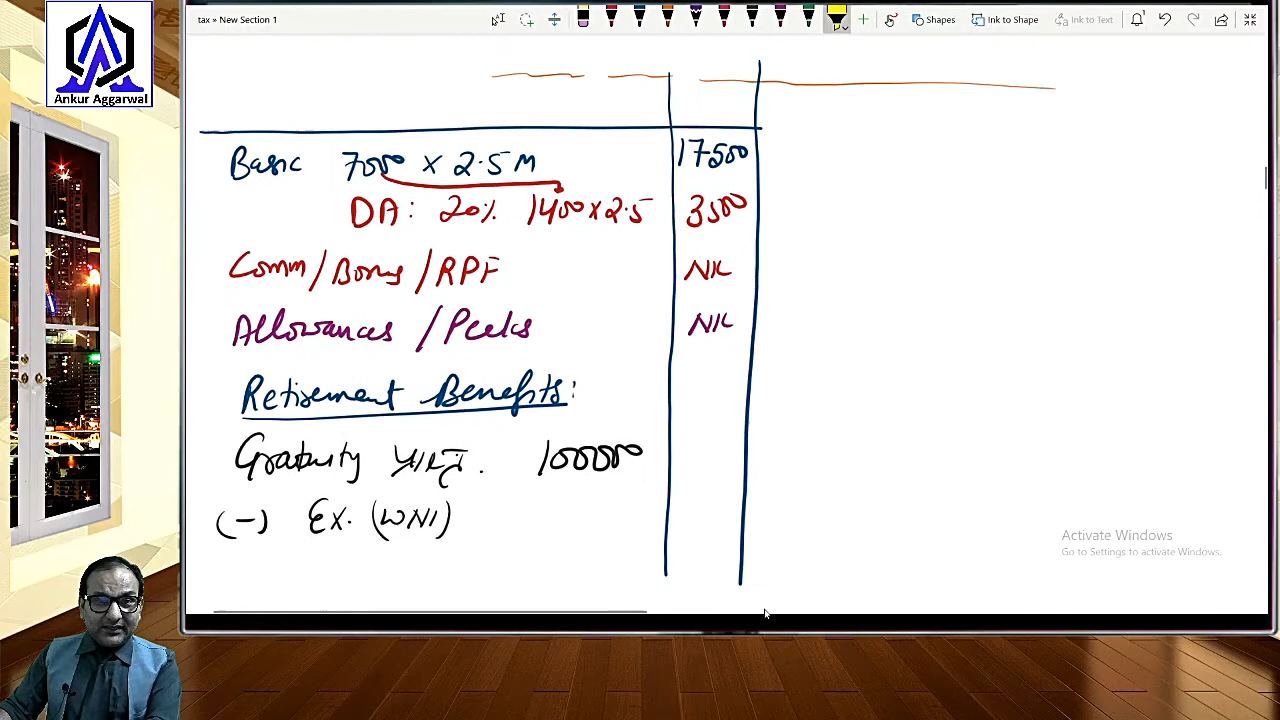 tax » New Section 1
Shapes
Ink to Shape
Ink to Text
Ankur Aggarwal
Basic 7000 × 2.5 M 17500
DA: 20% 1400 × 2.5 3500
Comm/Bonus/RPF NIL
Allowances / Perks NIL
Retirement Benefits:
Gratuity 100000
(-) Ex. (WN1)
Activate Windows
Go to Settings to activate Windows.